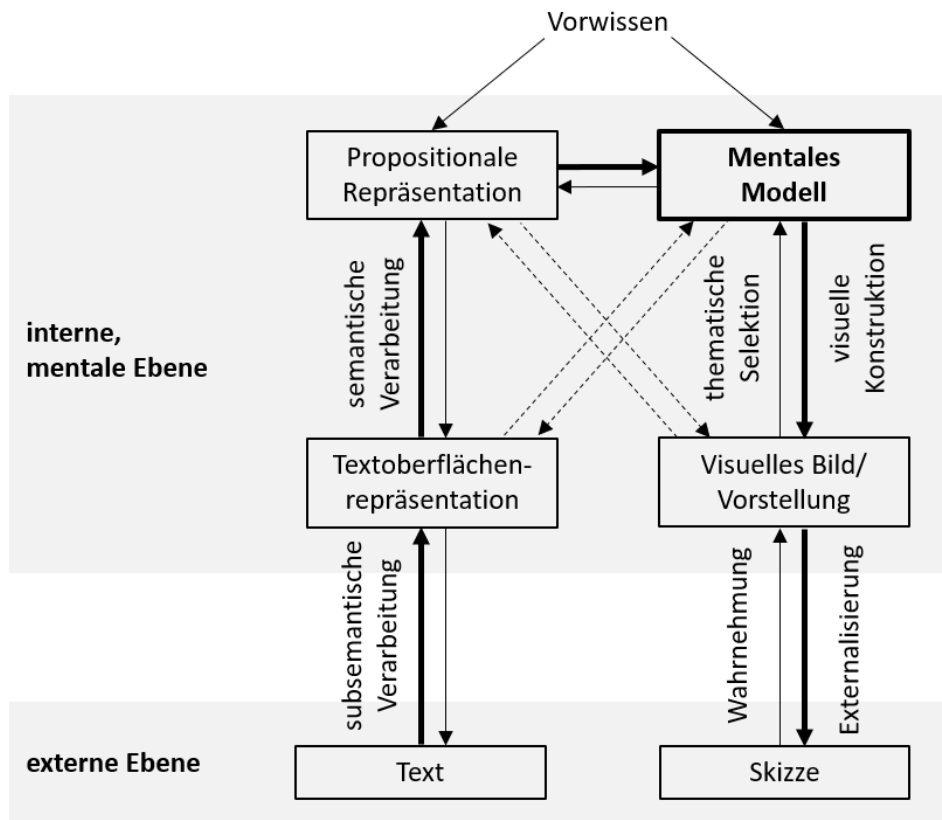 Vorwissen
Propositionale
Repräsentation
Mentales
Modell
semantische
Verarbeitung
thematische
Selektion
visuelle
Konstruktion
interne,
mentale Ebene
Textoberflächen-
repräsentation
Visuelles Bild/
Vorstellung
subsemantische
Verarbeitung
Wahrnehmung
Externalisierung
externe Ebene
Text
Skizze